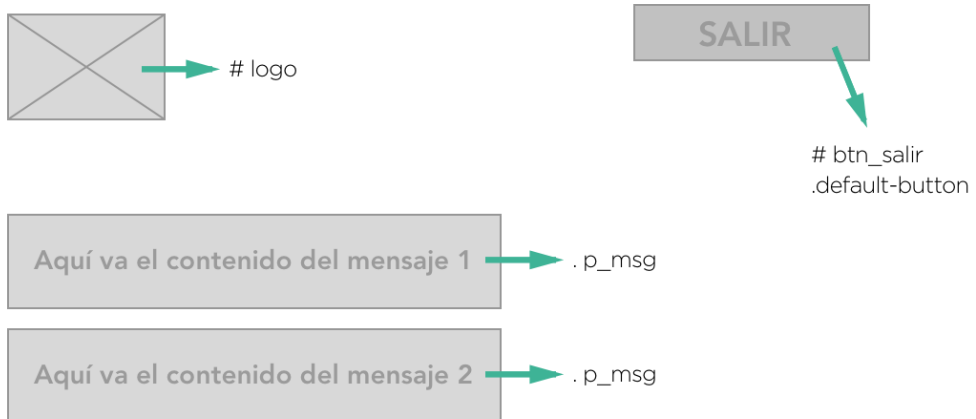 SALIR
# logo
# btn_salir
.default-button
Aquí va el contenido del mensaje 1
. p_msg
Aquí va el contenido del mensaje 2
. p_msg